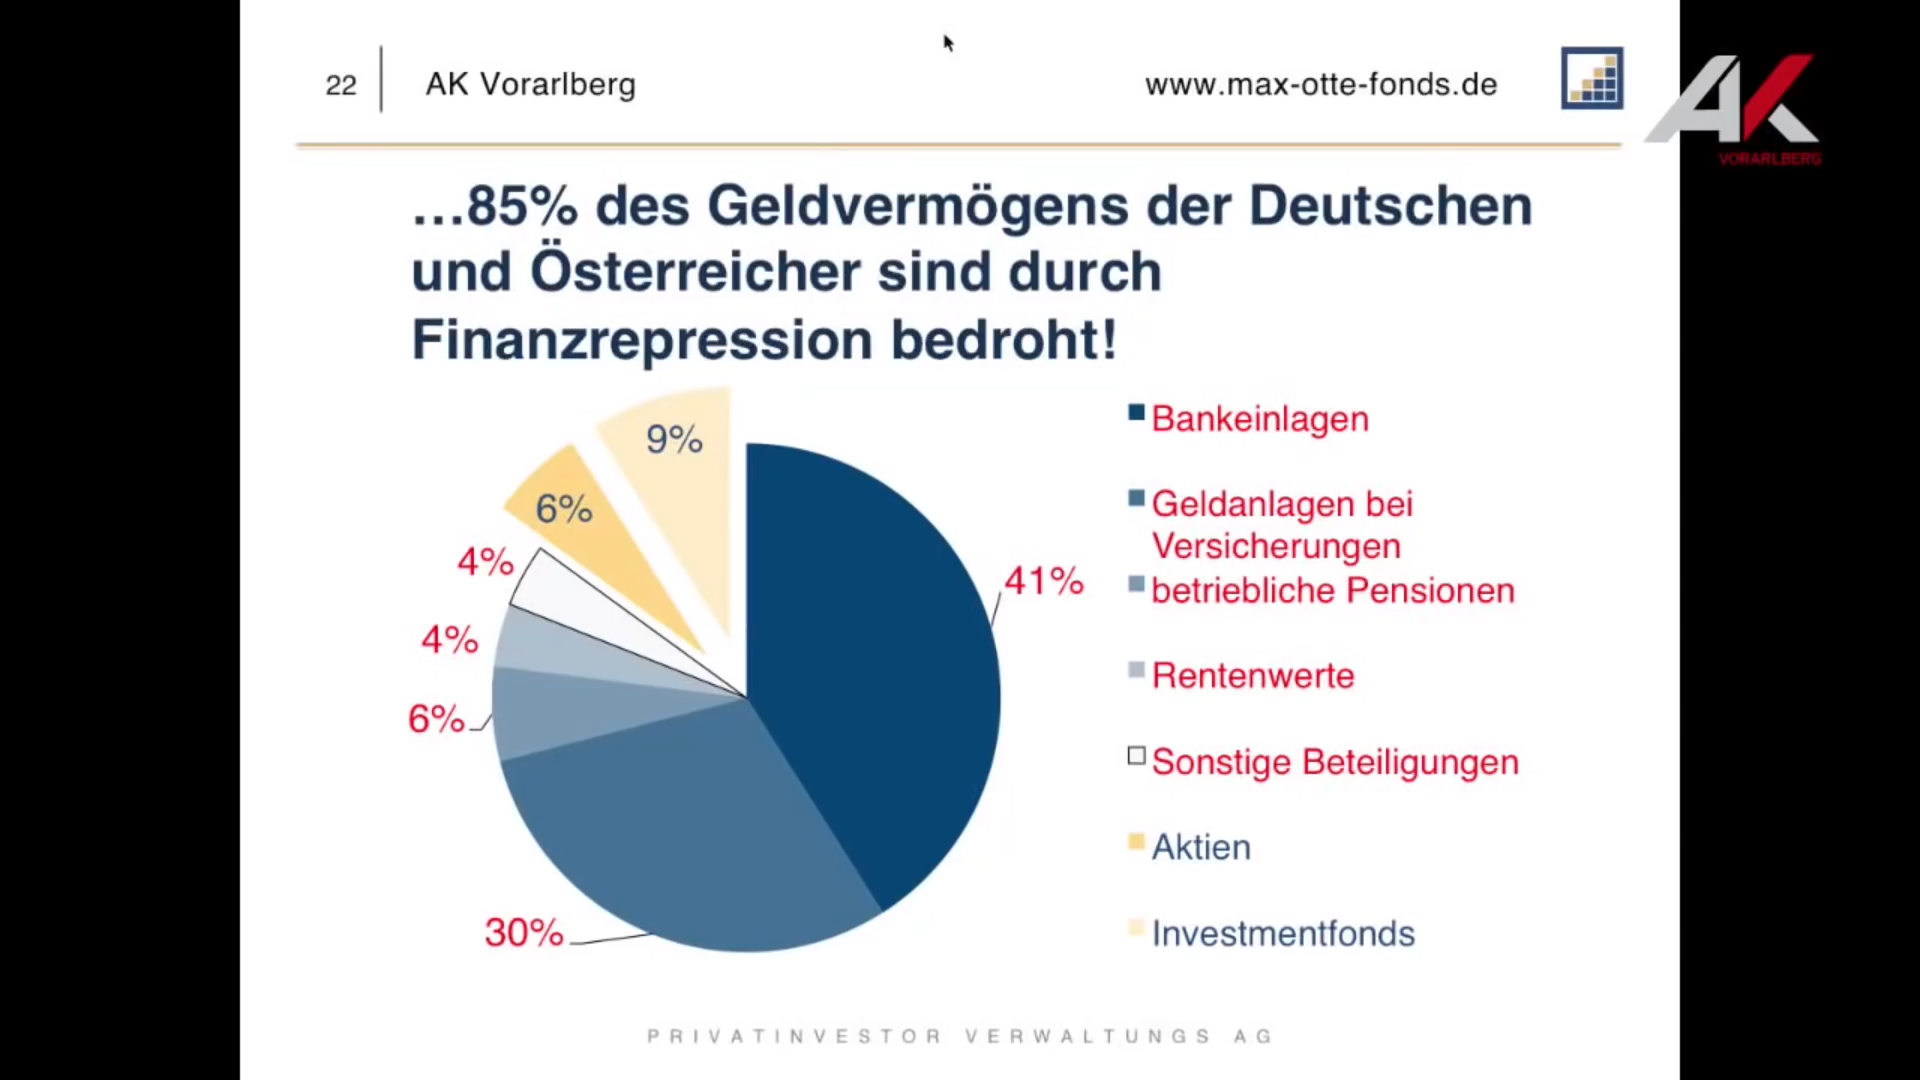 22
AK Vorarlberg
www.max-otte-fonds.de
AK
VORARLBERG
...85% des Geldvermögens der Deutschen
und Österreicher sind durch
Finanzrepression bedroht!
9%
6%
4%
4%
6%
30%
41%
Bankeinlagen
Geldanlagen bei
Versicherungen
betriebliche Pensionen
Rentenwerte
Sonstige Beteiligungen
Aktien
Investmentfonds
PRIVATINVESTOR VERWALTUNGS AG